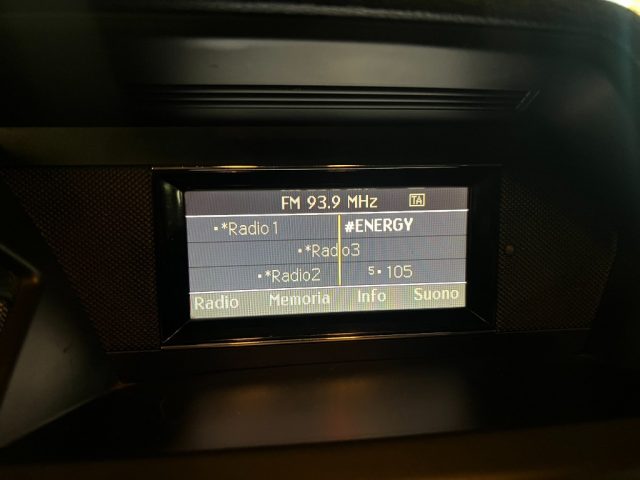 FM 93.9 MHz TA
*Radio1 #ENERGY
*Radio3
*Radio2 5 105
Radio Memoria Info Suono